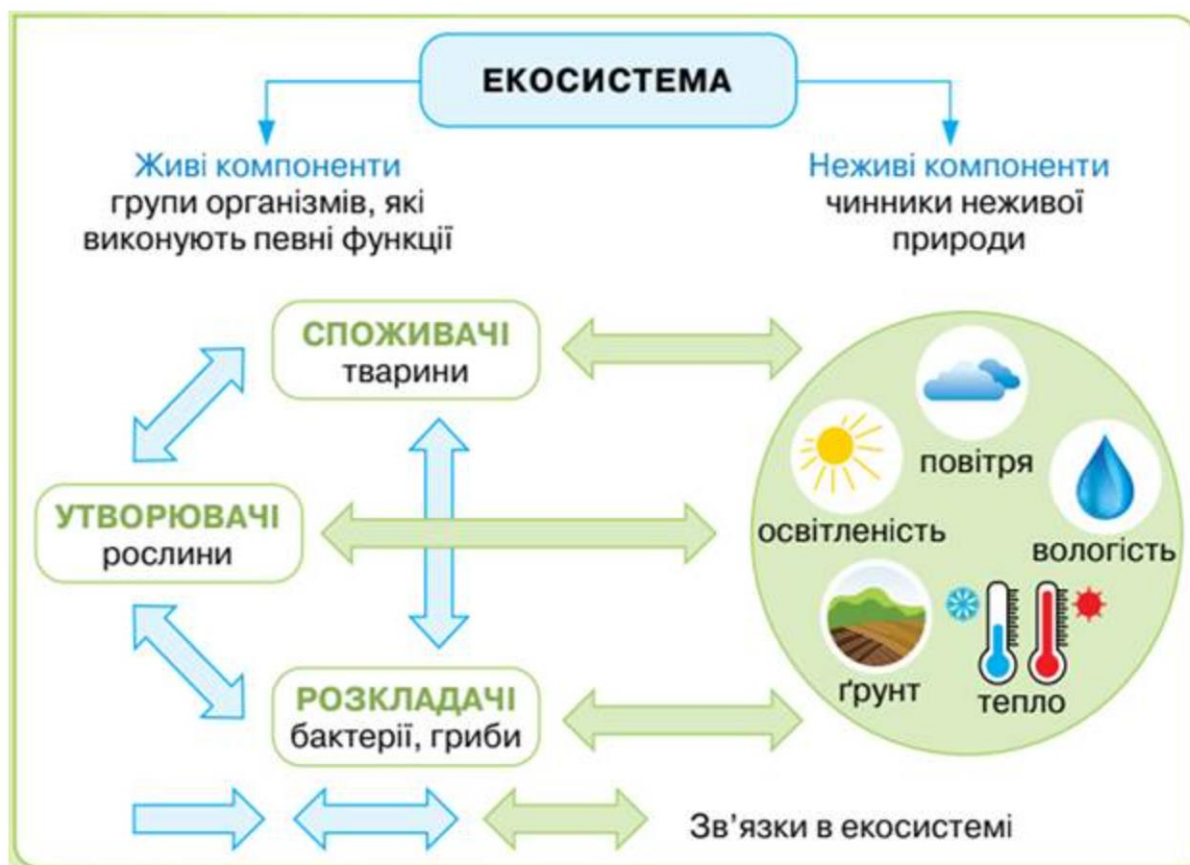 ЕКОСИСТЕМА
Живі компоненти
групи організмів, які
виконують певні функції
Неживі компоненти
чинники неживої
природи
СПОЖИВАЧІ
тварини
УТВОРЮВАЧІ
рослини
РОЗКЛАДАЧІ
бактерії, гриби
повітря
освітленість
вологість
ґрунт
тепло
Зв’язки в екосистемі